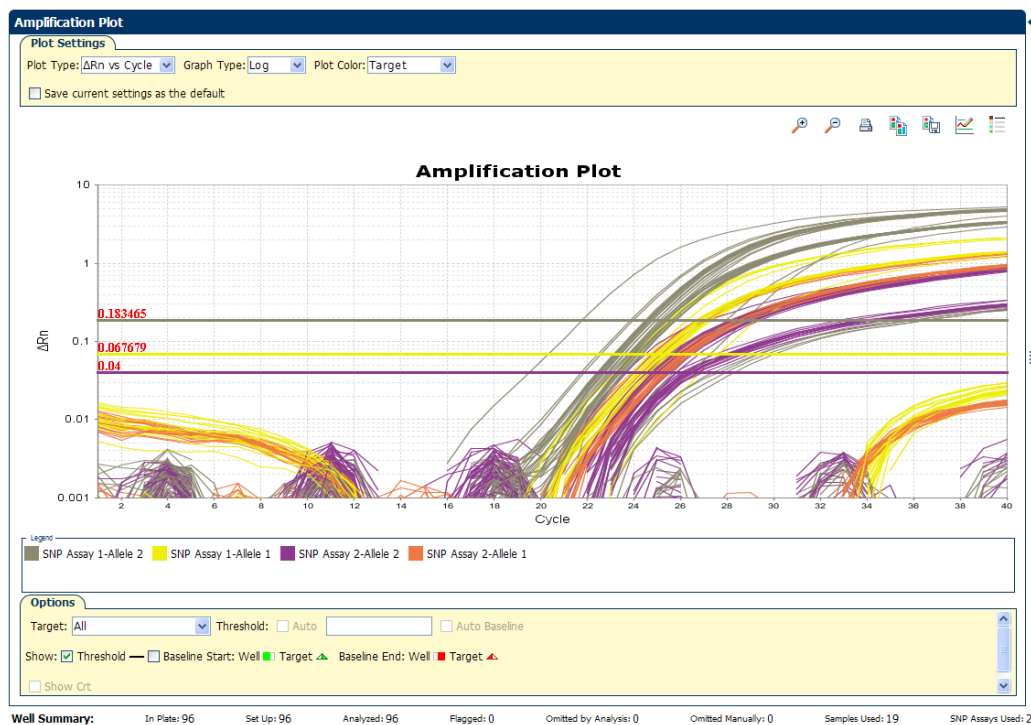 Amplification Plot
Plot Settings
Plot Type: ΔRn vs Cycle Graph Type: Log Plot Color: Target
Save current settings as the default
Amplification Plot
10
1
0.183465
0.1
0.067679
0.04
0.01
0.001
ΔRn
2 4 6 8 10 12 14 16 18 20 22 24 26 28 30 32 34 36 38 40
Cycle
Legend
SNP Assay 1-Allele 2 SNP Assay 1-Allele 1 SNP Assay 2-Allele 2 SNP Assay 2-Allele 1
Options
Target: All Threshold: Auto Auto Baseline
Show: Threshold Baseline Start: Well Target Baseline End: Well Target
Show Crt
Well Summary: In Plate: 96 Set Up: 96 Analyzed: 96 Flagged: 0 Omitted by Analysis: 0 Omitted Manually: 0 Samples Used: 19 SNP Assays Used: 2